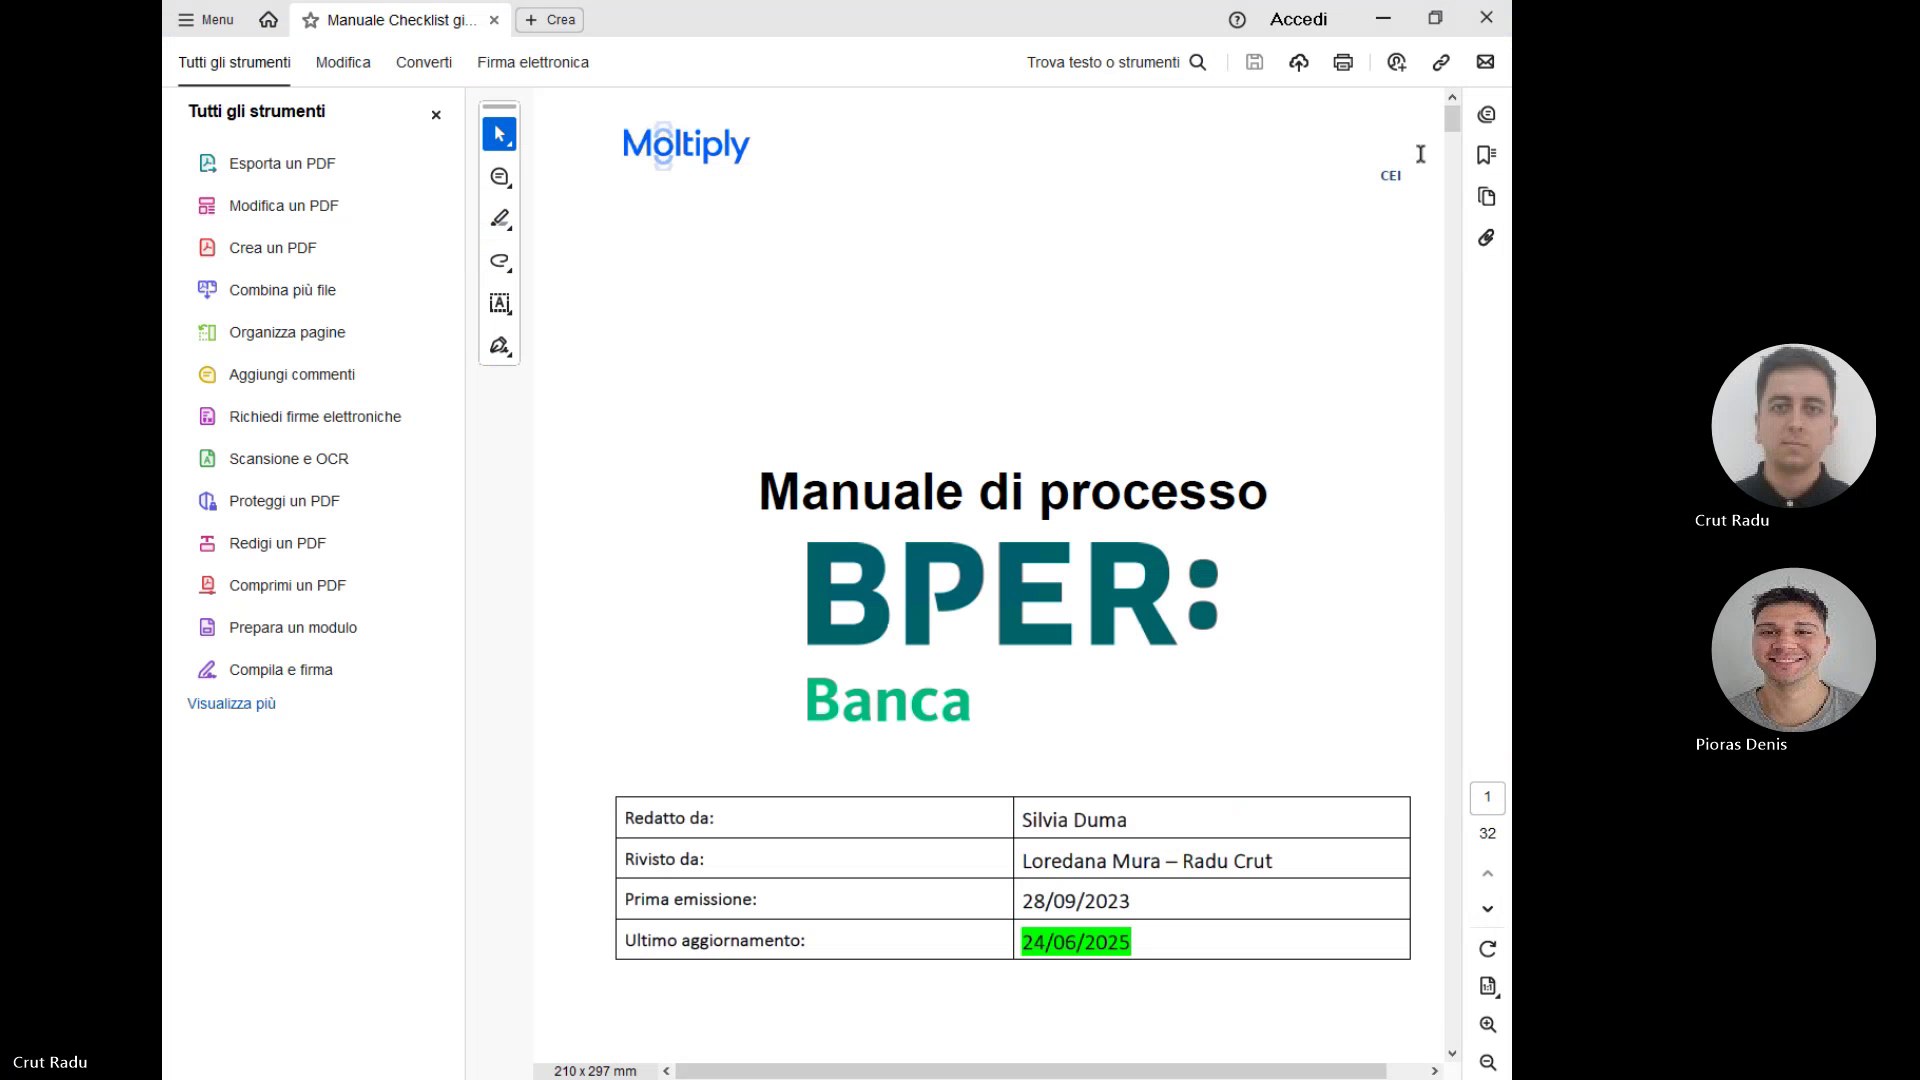 Menu
Manuale Checklist gi...
Crea
Accedi
Tutti gli strumenti
Modifica
Converti
Firma elettronica
Trova testo o strumenti
Tutti gli strumenti
Esporta un PDF
Modifica un PDF
Crea un PDF
Combina più file
Organizza pagine
Aggiungi commenti
Richiedi firme elettroniche
Scansione e OCR
Proteggi un PDF
Redigi un PDF
Comprimi un PDF
Prepara un modulo
Compila e firma
Visualizza più
Moltiply
CEI
Manuale di processo
BPER:
Banca
Redatto da: Silvia Duma
Rivisto da: Loredana Mura – Radu Crut
Prima emissione: 28/09/2023
Ultimo aggiornamento: 24/06/2025
210 x 297 mm
1
32
Crut Radu
Pioras Denis
Crut Radu